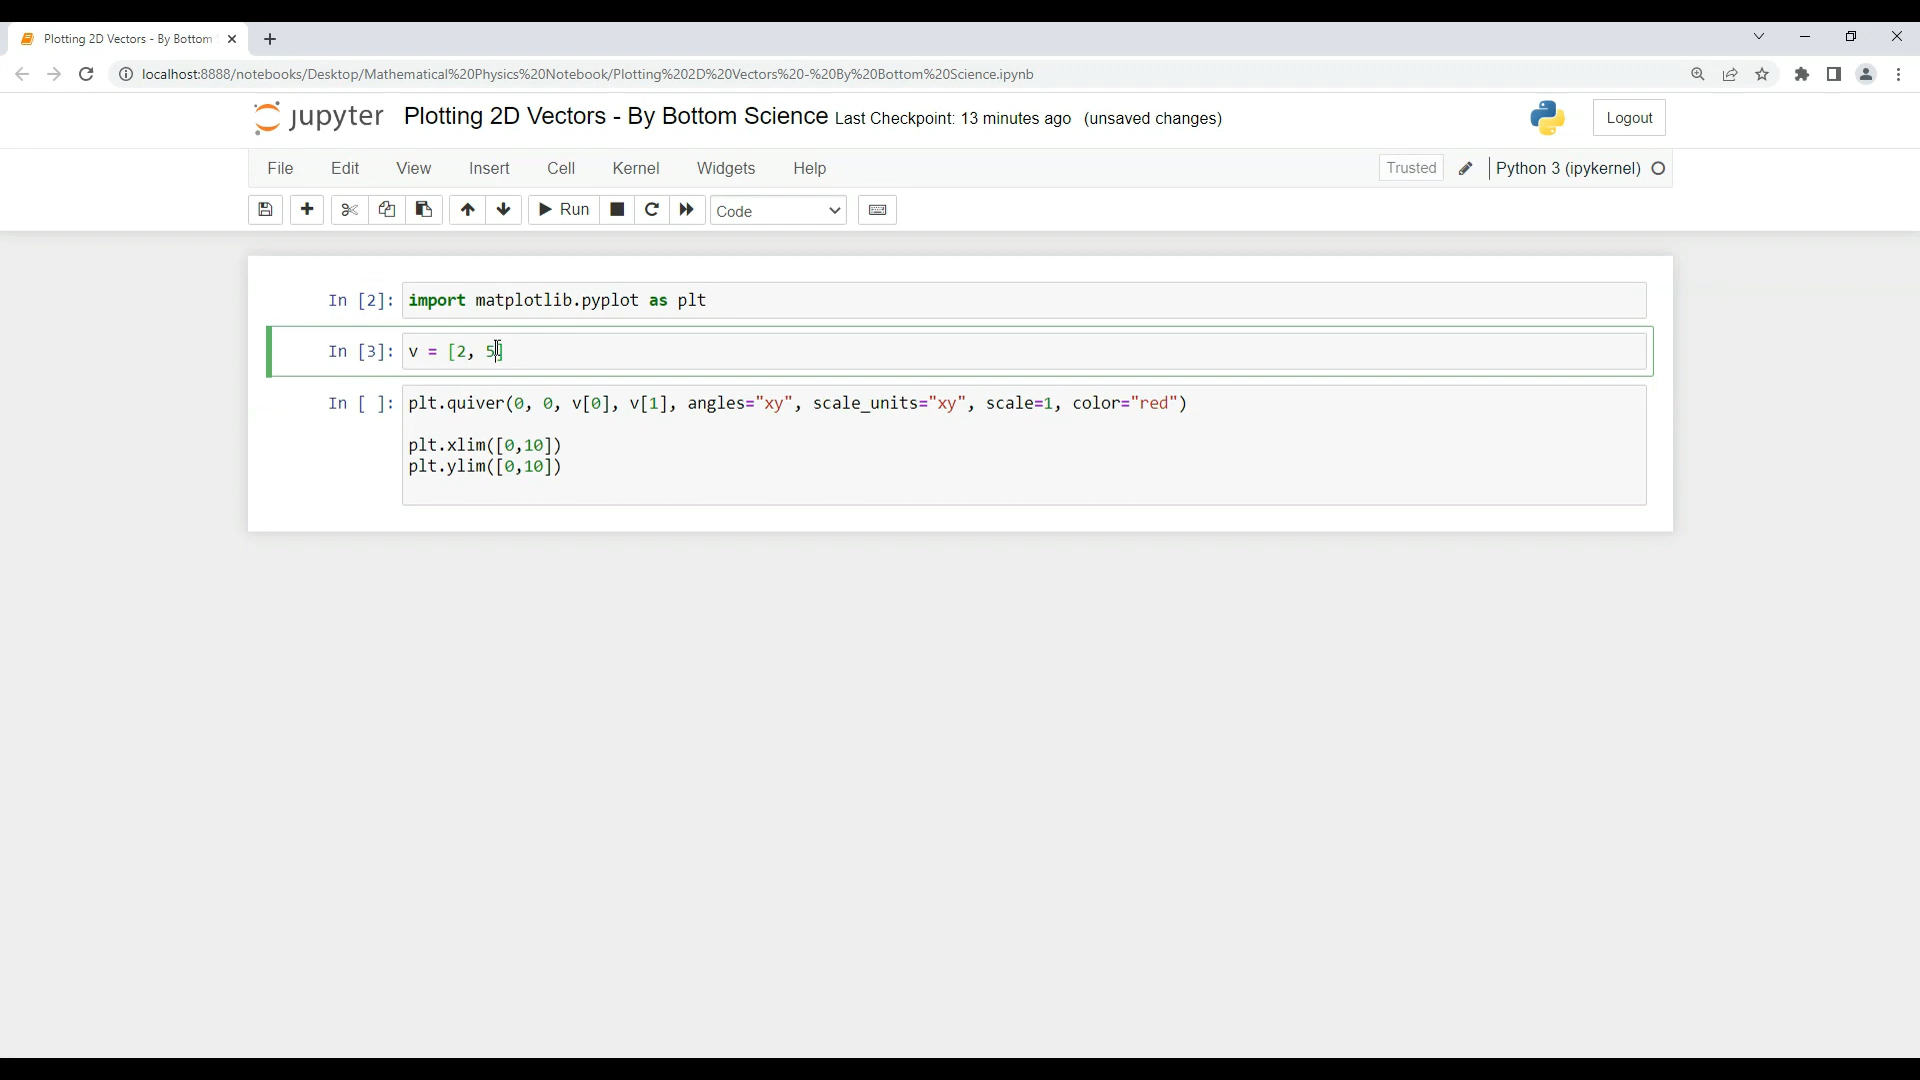 Plotting 2D Vectors - By Bottom
localhost:8888/notebooks/Desktop/Mathematical%20Physics%20Notebook/Plotting%202D%20Vectors%20-%20By%20Bottom%20Science.ipynb
jupyter Plotting 2D Vectors - By Bottom Science Last Checkpoint: 13 minutes ago (unsaved changes) Logout
File Edit View Insert Cell Kernel Widgets Help Trusted Python 3 (ipykernel)
Run Code
In [2]: import matplotlib.pyplot as plt
In [3]: v = [2, 5]
In [ ]: plt.quiver(0, 0, v[0], v[1], angles="xy", scale_units="xy", scale=1, color="red")
plt.xlim([0,10])
plt.ylim([0,10])